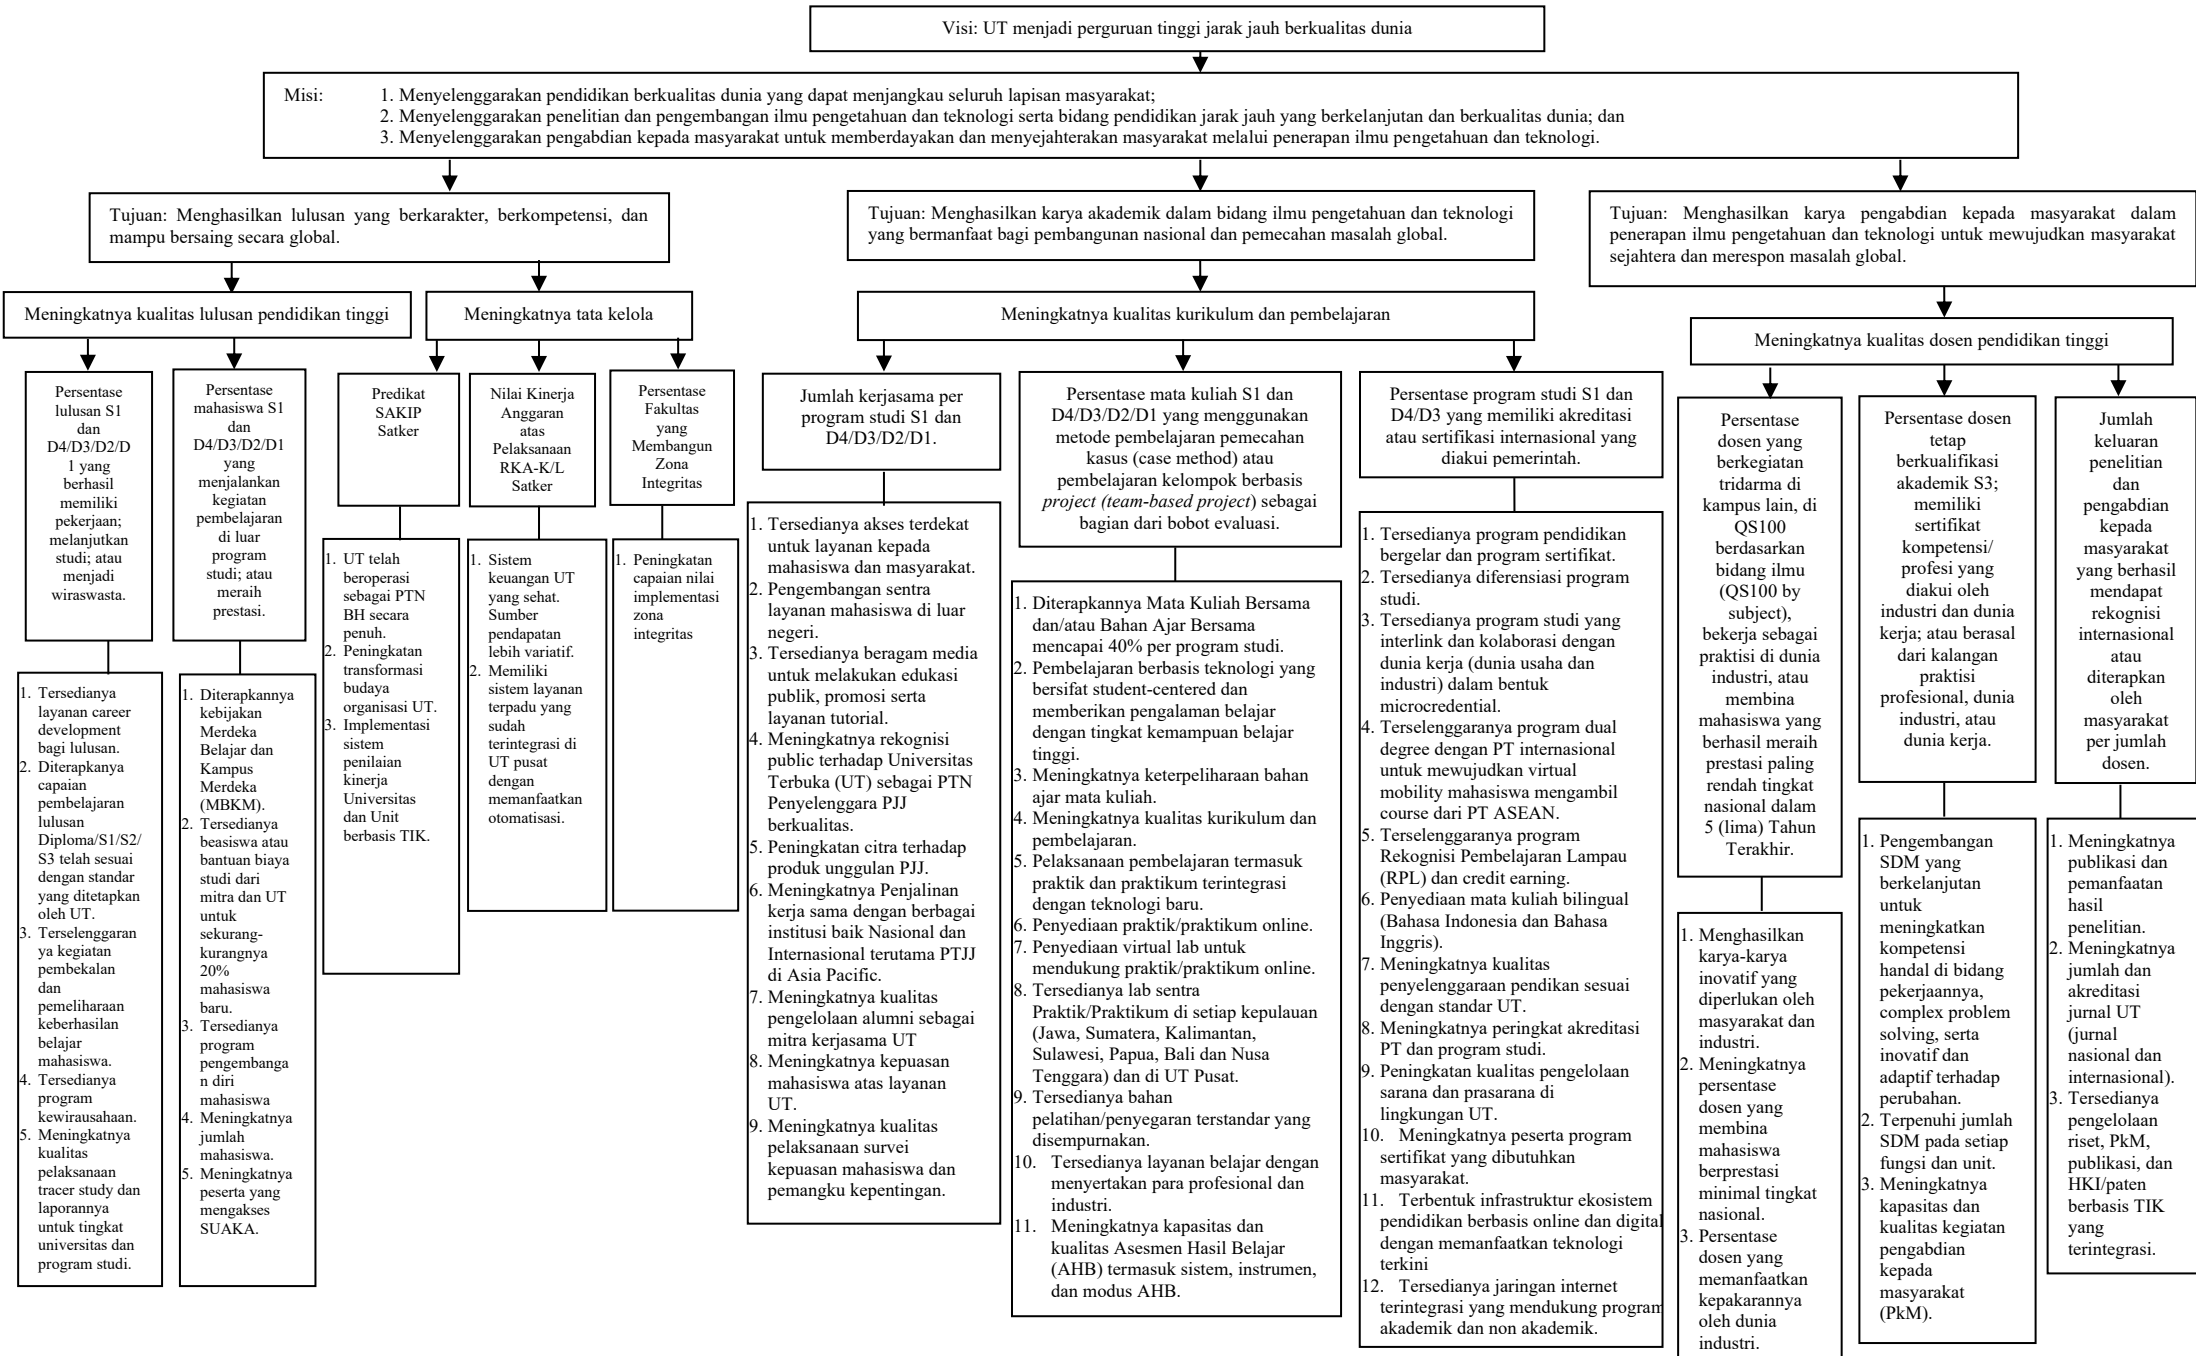 Visi: UT menjadi perguruan tinggi jarak jauh berkualitas dunia
Misi: 1. Menyelenggarakan pendidikan berkualitas dunia yang dapat menjangkau seluruh lapisan masyarakat;
2. Menyelenggarakan penelitian dan pengembangan ilmu pengetahuan dan teknologi serta bidang pendidikan jarak jauh yang berkelanjutan dan berkualitas dunia; dan
3. Menyelenggarakan pengabdian kepada masyarakat untuk memberdayakan dan menyejahterakan masyarakat melalui penerapan ilmu pengetahuan dan teknologi.
Tujuan: Menghasilkan lulusan yang berkarakter, berkompetensi, dan
mampu bersaing secara global.
Tujuan: Menghasilkan karya akademik dalam bidang ilmu pengetahuan dan teknologi
yang bermanfaat bagi pembangunan nasional dan pemecahan masalah global.
Tujuan: Menghasilkan karya pengabdian kepada masyarakat dalam
penerapan ilmu pengetahuan dan teknologi untuk mewujudkan masyarakat
sejahtera dan merespon masalah global.
Meningkatnya kualitas lulusan pendidikan tinggi
Meningkatnya tata kelola
Meningkatnya kualitas kurikulum dan pembelajaran
Meningkatnya kualitas dosen pendidikan tinggi
Persentase
lulusan S1
dan
D4/D3/D2/D
1 yang
berhasil
memiliki
pekerjaan;
melanjutkan
studi; atau
menjadi
wiraswasta.
Persentase
mahasiswa S1
dan
D4/D3/D2/D1
yang
menjalankan
kegiatan
pembelajaran
di luar
program
studi; atau
meraih
prestasi.
Predikat
SAKIP
Satker
Nilai Kinerja
Anggaran
atas
Pelaksanaan
RKA-K/L
Satker
Persentase
Fakultas
yang
Membangun
Zona
Integritas
Jumlah kerjasama per
program studi S1 dan
D4/D3/D2/D1.
Persentase mata kuliah S1 dan
D4/D3/D2/D1 yang menggunakan
metode pembelajaran pemecahan
kasus (case method) atau
pembelajaran kelompok berbasis
project (team-based project) sebagai
bagian dari bobot evaluasi.
Persentase program studi S1 dan
D4/D3 yang memiliki akreditasi
atau sertifikasi internasional yang
diakui pemerintah.
Persentase
dosen yang
berkegiatan
tridarma di
kampus lain, di
QS100
berdasarkan
bidang ilmu
(QS100 by
subject),
bekerja sebagai
praktisi di dunia
industri, atau
membina
mahasiswa yang
berhasil meraih
prestasi paling
rendah tingkat
nasional dalam
5 (lima) Tahun
Terakhir.
Persentase dosen
tetap
berkualifikasi
akademik S3;
memiliki
sertifikat
kompetensi/
profesi yang
diakui oleh
industri dan dunia
kerja; atau berasal
dari kalangan
praktisi
profesional, dunia
industri, atau
dunia kerja.
Jumlah
keluaran
penelitian
dan
pengabdian
kepada
masyarakat
yang berhasil
mendapat
rekognisi
internasional
atau
diterapkan
oleh
masyarakat
per jumlah
dosen.
1. Tersedianya
layanan career
development
bagi lulusan.
2. Diterapkanya
capaian
pembelajaran
lulusan
Diploma/S1/S2/
S3 telah sesuai
dengan standar
yang ditetapkan
oleh UT.
3. Terselenggaran
ya kegiatan
pembekalan
dan
pemeliharaan
keberhasilan
belajar
mahasiswa.
4. Tersedianya
program
kewirausahaan.
5. Meningkatnya
kualitas
pelaksanaan
tracer study dan
laporannya
untuk tingkat
universitas dan
program studi.
1. Diterapkannya
kebijakan
Merdeka
Belajar dan
Kampus
Merdeka
(MBKM).
2. Tersedianya
beasiswa atau
bantuan biaya
studi dari
mitra dan UT
untuk
sekurang-
kurangnya
20%
mahasiswa
baru.
3. Tersedianya
program
pengembanga
n diri
mahasiswa
4. Meningkatnya
jumlah
mahasiswa.
5. Meningkatnya
peserta yang
mengakses
SUAKA.
1. UT telah
beroperasi
sebagai PTN
BH secara
penuh.
2. Peningkatan
transformasi
budaya
organisasi UT.
3. Implementasi
sistem
penilaian
kinerja
Universitas
dan Unit
berbasis TIK.
1. Sistem
keuangan UT
yang sehat.
Sumber
pendapatan
lebih variatif.
2. Memiliki
sistem layanan
terpadu yang
sudah
terintegrasi di
UT pusat
dengan
memanfaatkan
otomatisasi.
1. Peningkatan
capaian nilai
implementasi
zona
integritas
1. Tersedianya akses terdekat
untuk layanan kepada
mahasiswa dan masyarakat.
2. Pengembangan sentra
layanan mahasiswa di luar
negeri.
3. Tersedia beragam media
untuk melakukan edukasi
publik, promosi serta
layanan tutorial.
4. Meningkatnya rekognisi
public terhadap Universitas
Terbuka (UT) sebagai PTN
Penyelenggara PJJ
berkualitas.
5. Peningkatan citra terhadap
produk unggulan PJJ.
6. Meningkatnya Penjalinan
kerja sama dengan berbagai
institusi baik Nasional dan
Internasional terutama PTJJ
di Asia Pacific.
7. Meningkatnya kualitas
pengelolaan alumni sebagai
mitra kerjasama UT
8. Meningkatnya kepuasan
mahasiswa atas layanan
UT.
9. Meningkatnya kualitas
pelaksanaan survei
kepuasan mahasiswa dan
pemangku kepentingan.
1. Diterapkannya Mata Kuliah Bersama
dan/atau Bahan Ajar Bersama
mencapai 40% per program studi.
2. Pembelajaran berbasis teknologi yang
bersifat student-centered dan
memberikan pengalaman belajar
dengan tingkat kemampuan belajar
tinggi.
3. Meningkatnya keterpeliharaan bahan
ajar mata kuliah.
4. Meningkatnya kualitas kurikulum dan
pembelajaran.
5. Pelaksanaan pembelajaran termasuk
praktik dan praktikum terintegrasi
dengan teknologi baru.
6. Penyediaan praktik/praktikum online.
7. Penyediaan virtual lab untuk
mendukung praktik/praktikum online.
8. Tersedianya lab sentra
Praktik/Praktikum di setiap kepulauan
(Jawa, Sumatera, Kalimantan,
Sulawesi, Papua, Bali dan Nusa
Tenggara) dan di UT Pusat.
9. Tersedianya bahan
pelatihan/penyegaran terstandar yang
disempurnakan.
10. Tersedianya layanan belajar dengan
menyertakan para profesional dan
industri.
11. Meningkatnya kapasitas dan
kualitas Asesmen Hasil Belajar
(AHB) termasuk sistem, instrumen,
dan modus AHB.
1. Tersedianya program pendidikan
bergelar dan program sertifikat.
2. Tersedianya diferensiasi program
studi.
3. Tersedianya program studi yang
interlink dan kolaborasi dengan
dunia kerja (dunia usaha dan
industri) dalam bentuk
microcredential.
4. Terselenggaranya program dual
degree dengan PT internasional
untuk mewujudkan virtual
mobility mahasiswa mengambil
course dari PT ASEAN.
5. Terselenggaranya program
Rekognisi Pembelajaran Lampau
(RPL) dan credit earning.
6. Penyediaan mata kuliah bilingual
(Bahasa Indonesia dan Bahasa
Inggris).
7. Meningkatnya kualitas
penyelenggaraan pendikan sesuai
dengan standar UT.
8. Meningkatnya peringkat akreditasi
PT dan program studi.
9. Peningkatan kualitas pengelolaan
sarana dan prasarana di
lingkungan UT.
10. Meningkatnya peserta program
sertifikat yang dibutuhkan
masyarakat.
11. Terbentuk infrastruktur ekosistem
pendidikan berbasis online dan digital
dengan memanfaatkan teknologi
terkini
12. Tersedianya jaringan internet
terintegrasi yang mendukung program
akademik dan non akademik.
1. Menghasilkan
karya-karya
inovatif yang
diperlukan oleh
masyarakat dan
industri.
2. Meningkatnya
persentase
dosen yang
membina
mahasiswa
berprestasi
minimal tingkat
nasional.
3. Persentase
dosen yang
memanfaatkan
kepakarannya
oleh dunia
industri.
1. Pengembangan
SDM yang
berkelanjutan
untuk
meningkatkan
kompetensi
handal di bidang
pekerjaannya,
complex problem
solving, serta
inovatif dan
adaptif terhadap
perubahan.
2. Terpenuhi jumlah
SDM pada setiap
fungsi dan unit.
3. Meningkatnya
kapasitas dan
kualitas kegiatan
pengabdian
kepada
masyarakat
(PkM).
1. Meningkatnya
publikasi dan
pemanfaatan
hasil
penelitian.
2. Meningkatnya
jumlah dan
akreditasi
jurnal UT
(jurnal
nasional dan
internasional).
3. Tersedianya
pengelolaan
riset, PkM,
publikasi, dan
HKI/paten
berbasis TIK
yang
terintegrasi.